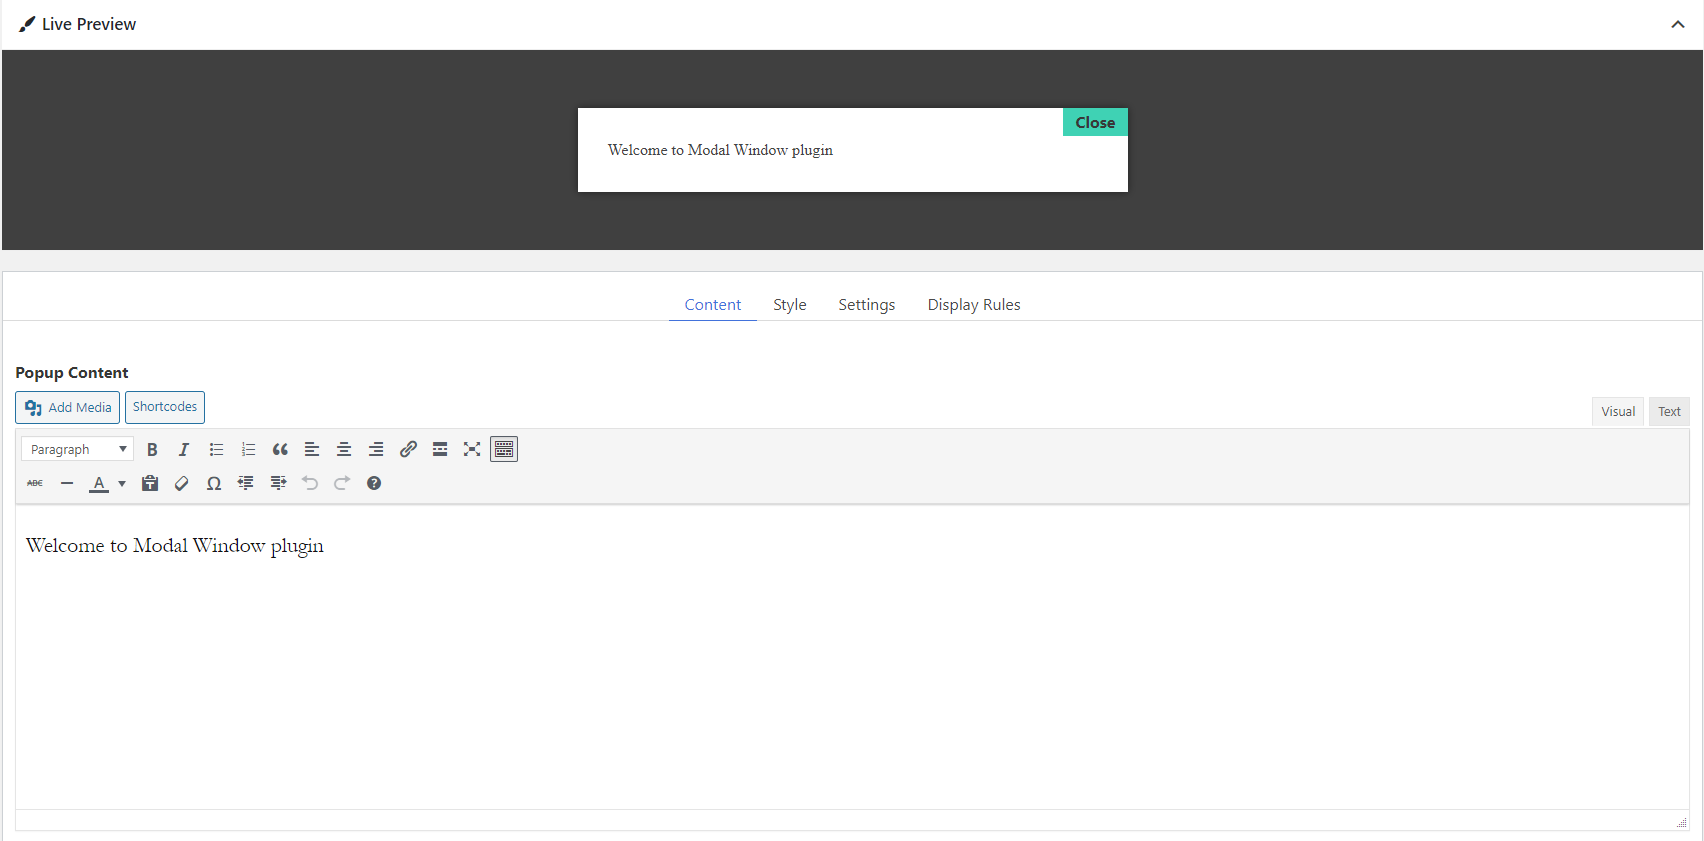 Live Preview
Close
Welcome to Modal Window plugin
Content Style Settings Display Rules
Popup Content
Add Media Shortcodes
Visual Text
Paragraph B I
ABC A T Ω ?
Welcome to Modal Window plugin